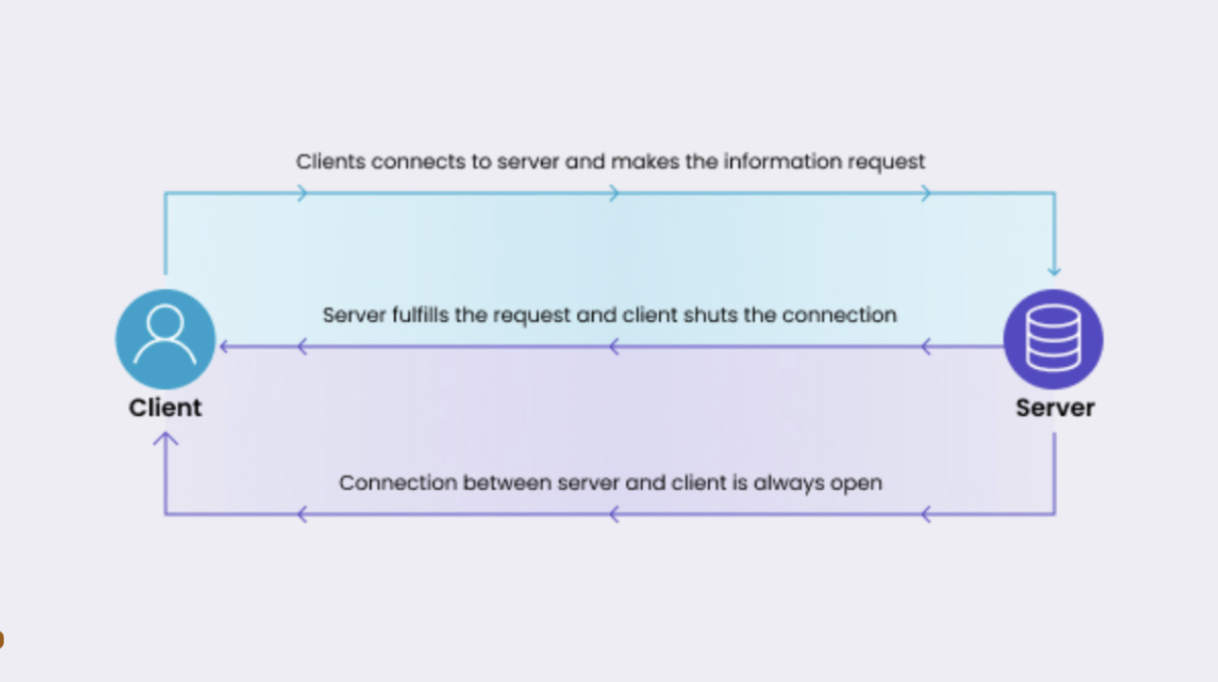 Clients connects to server and makes the information request
Server fulfills the request and client shuts the connection
Client
Server
Connection between server and client is always open